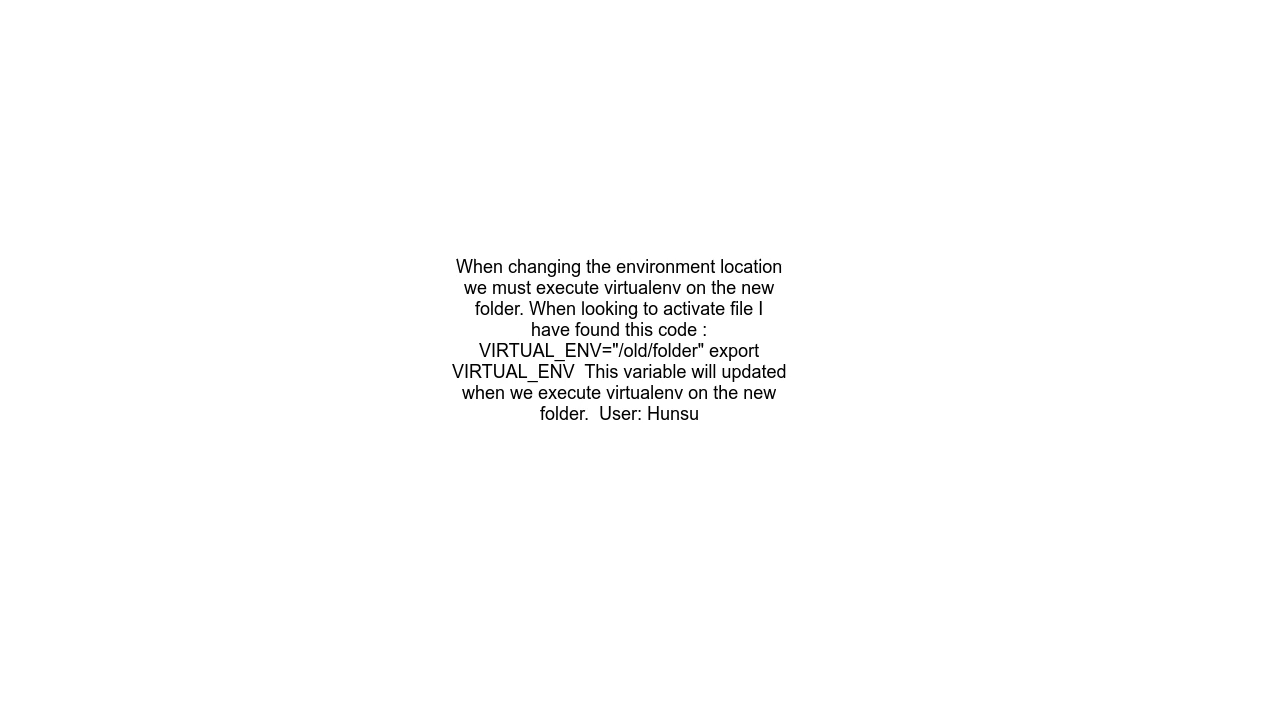 When changing the environment location
we must execute virtualenv on the new
folder. When looking to activate file I
have found this code :
VIRTUAL_ENV="/old/folder" export
VIRTUAL_ENV  This variable will updated
when we execute virtualenv on the new
folder.  User: Hunsu